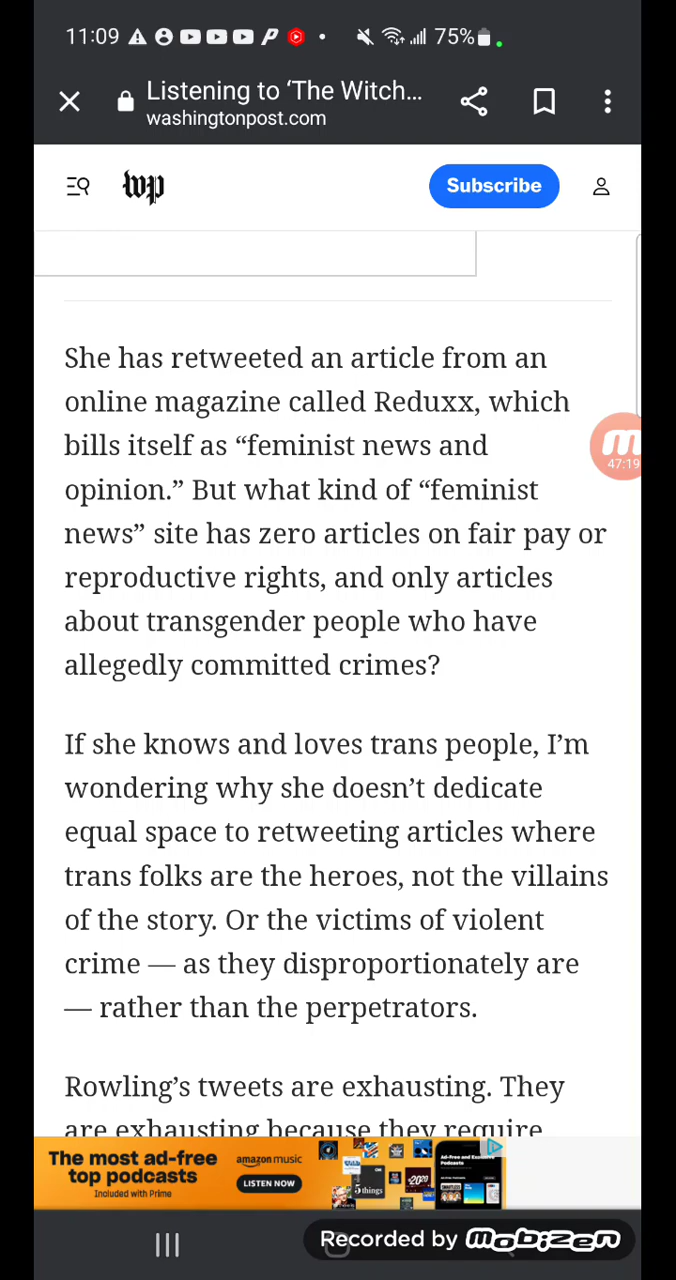 11:09 75%
Listening to ‘The Witch...
washingtonpost.com
wp Subscribe
She has retweeted an article from an
online magazine called Reduxx, which
bills itself as “feminist news and
47:19
opinion.” But what kind of “feminist
news” site has zero articles on fair pay or
reproductive rights, and only articles
about transgender people who have
allegedly committed crimes?
If she knows and loves trans people, I’m
wondering why she doesn’t dedicate
equal space to retweeting articles where
trans folks are the heroes, not the villains
of the story. Or the victims of violent
crime — as they disproportionately are
— rather than the perpetrators.
Rowling’s tweets are exhausting. They
are exhausting because they require
The most ad-free
top podcasts
Included with Prime
amazon music
LISTEN NOW
5 things
Recorded by mobizen